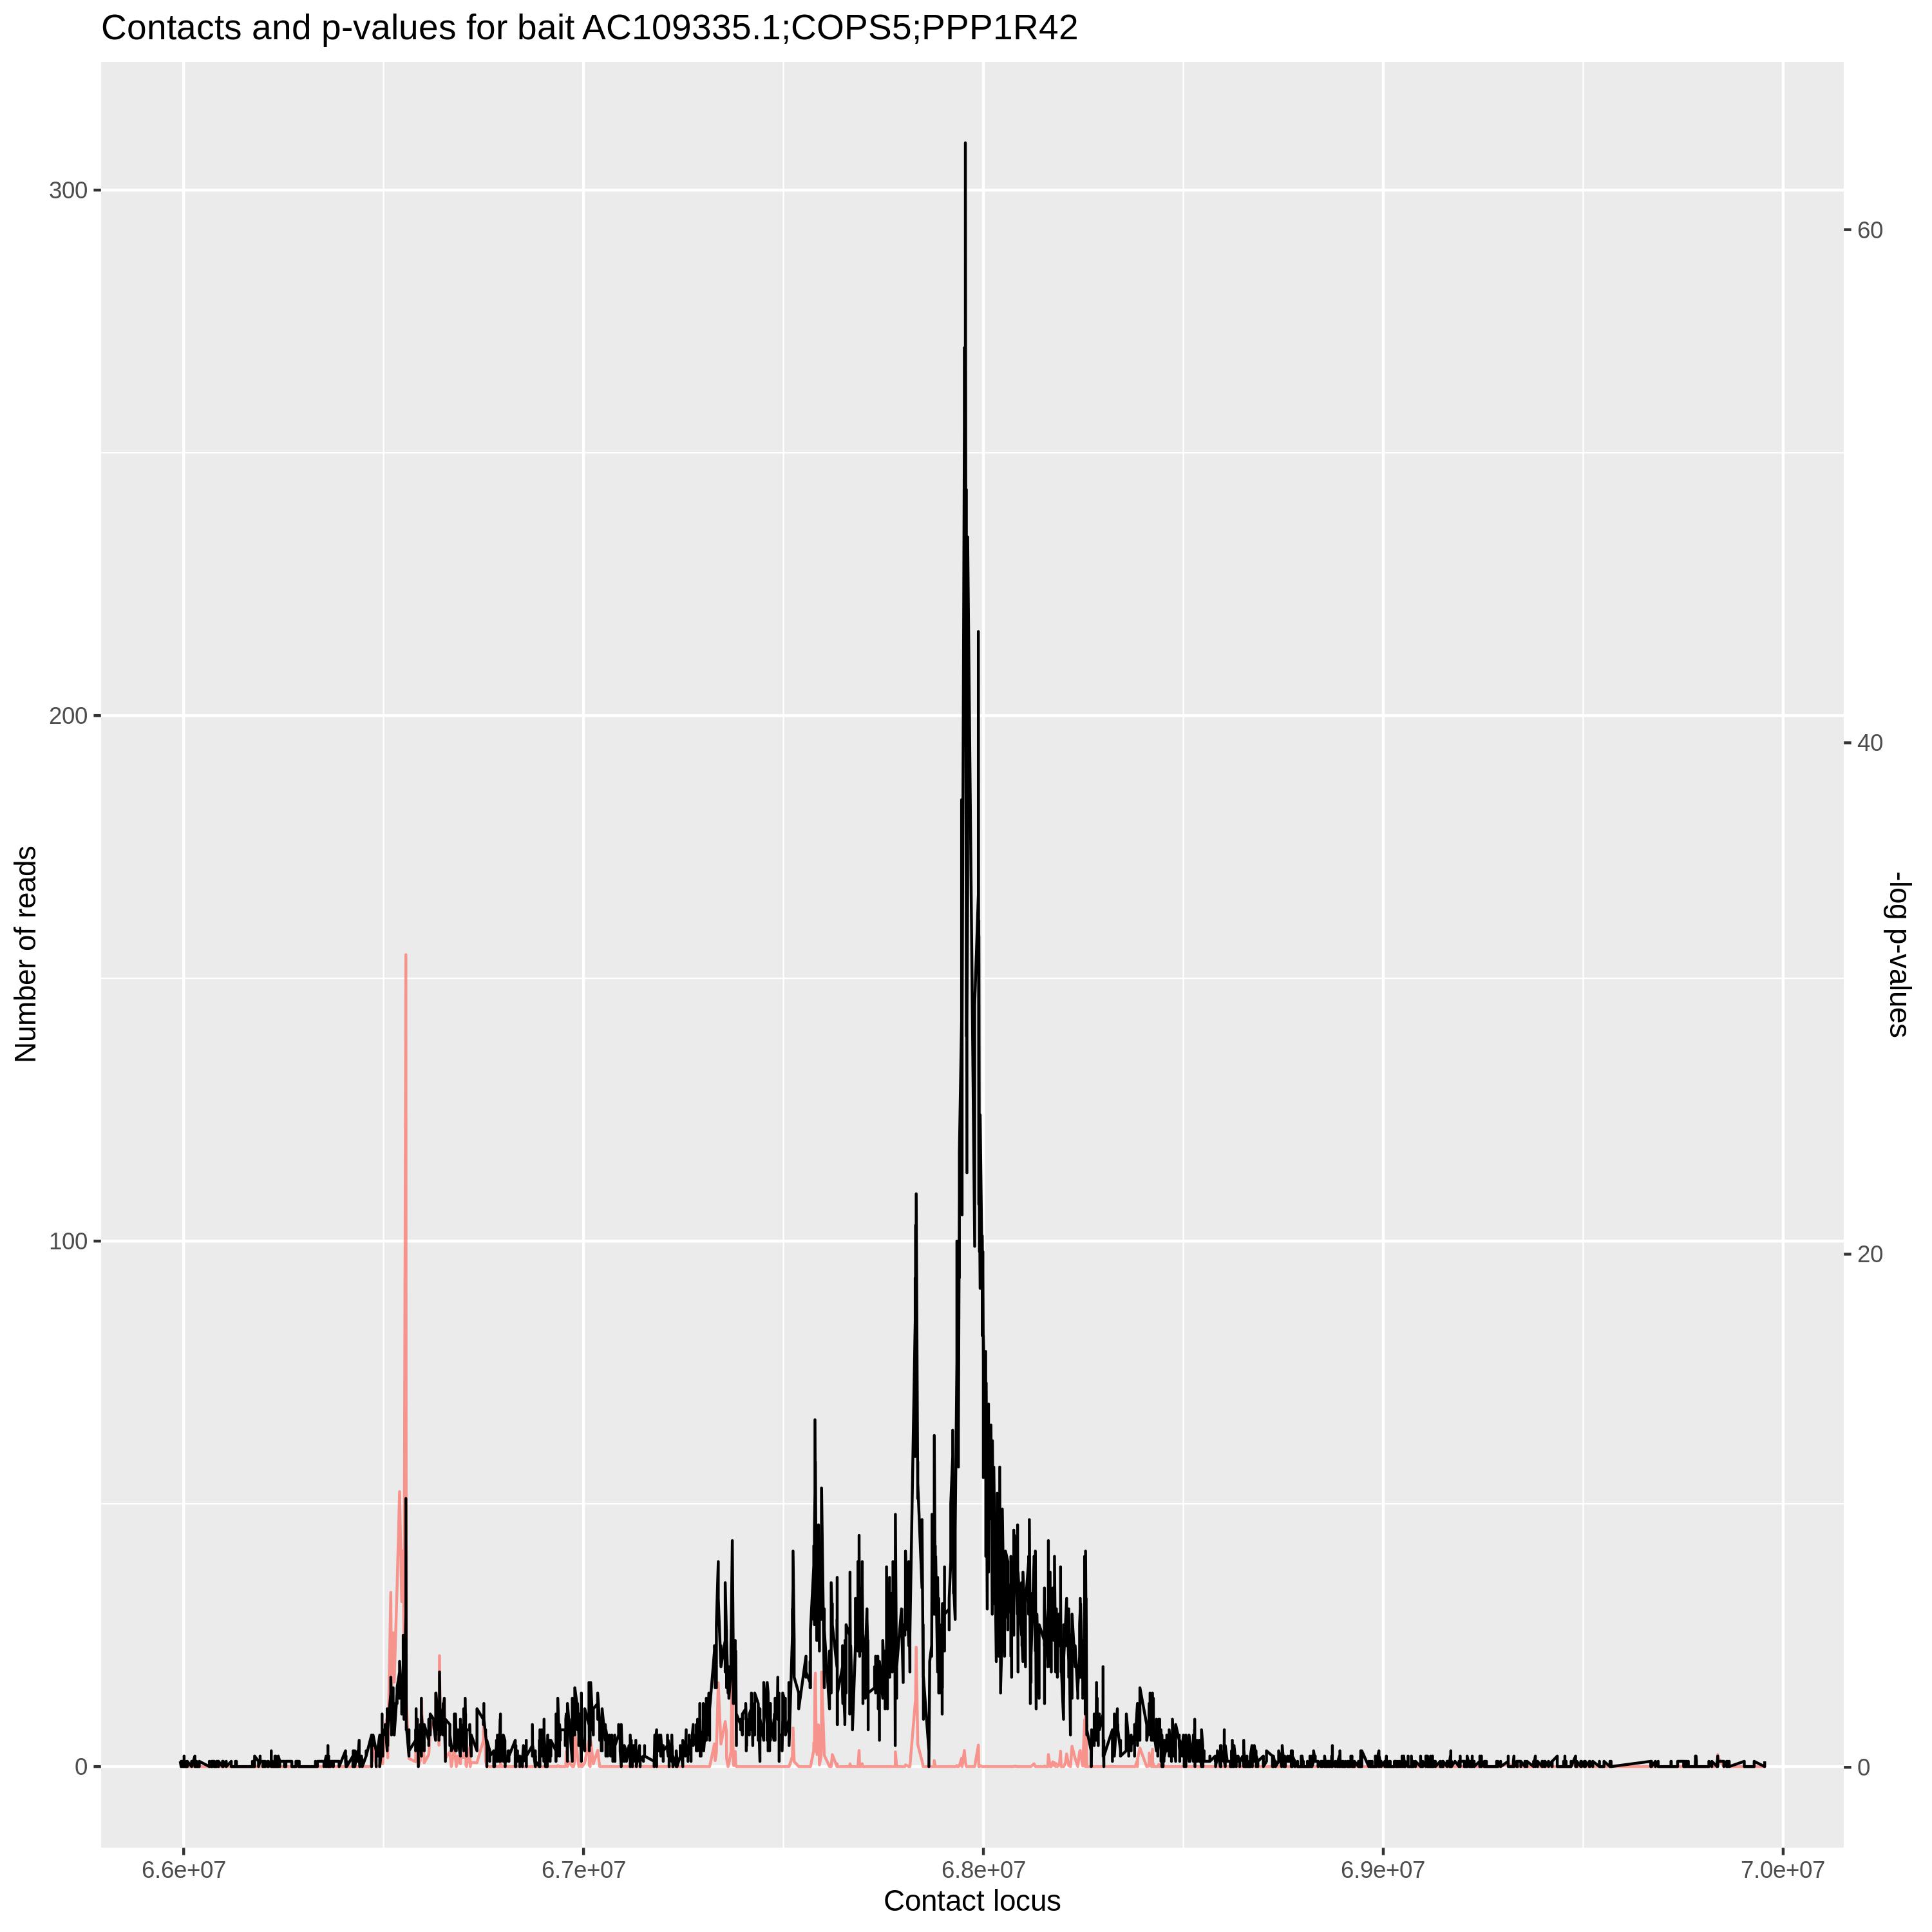 Contacts and p-values for bait AC109335.1;COPS5;PPP1R42
300
200
100
0
Number of reads
60
40
20
0
-log p-values
6.6e+07 6.7e+07 6.8e+07 6.9e+07 7.0e+07
Contact locus